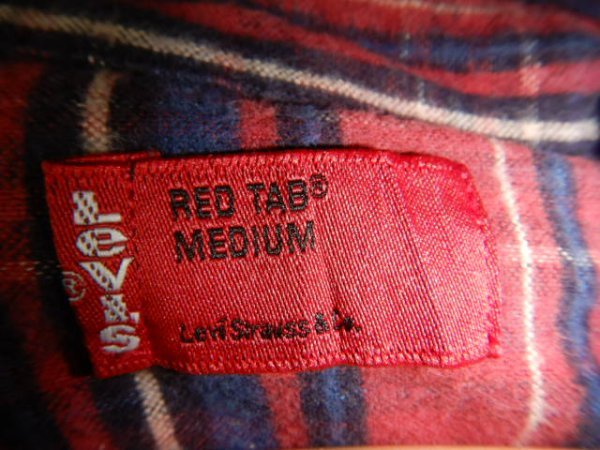 LEVI'S
®
RED TAB®
MEDIUM
Levi Strauss & Co.